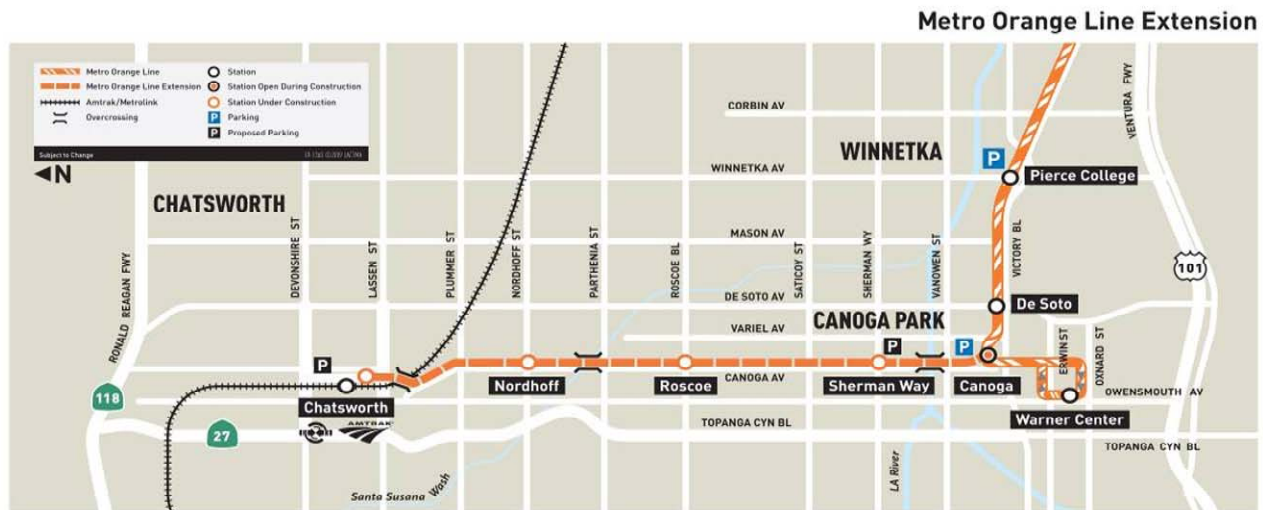 Metro Orange Line Extension
Metro Orange Line
Metro Orange Line Extension
Amtrak/Metrolink
Overcrossing
Station
Station Open During Construction
Station Under Construction
Parking
Proposed Parking
Subject to Change
N
CHATSWORTH
WINNETKA
CANOGA PARK
CORBIN AV
WINNETKA AV
MASON AV
DE SOTO AV
VARIEL AV
CANOGA AV
TOPANGA CYN BL
RONALD REAGAN FWY
DEVONSHIRE ST
LASSEN ST
PLUMMER ST
NORDHOFF ST
PARTHENIA ST
ROSCOE BL
SATICOY ST
SHERMAN WY
VANOWEN ST
VICTORY BL
ERWIN ST
OXNARD ST
VENTURA FWY
OWENSMOUTH AV
TOPANGA CYN BL
P
Pierce College
De Soto
P
Chatsworth
AMTRAK
Nordhoff
Roscoe
P
Sherman Way
P
Canoga
Warner Center
118
27
101
Santa Susana Wash
LA River